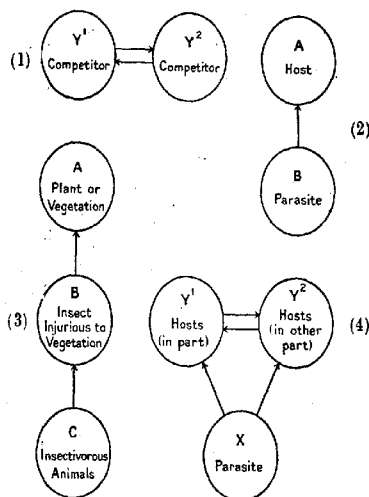 (1)
Y¹
Competitor
Y²
Competitor
A
Host
(2)
B
Parasite
(3)
A
Plant or
Vegetation
B
Insect
Injurious to
Vegetation
C
Insectivorous
Animals
(4)
Y¹
Hosts
(in part)
Y²
Hosts
(in other
part)
X
Parasite